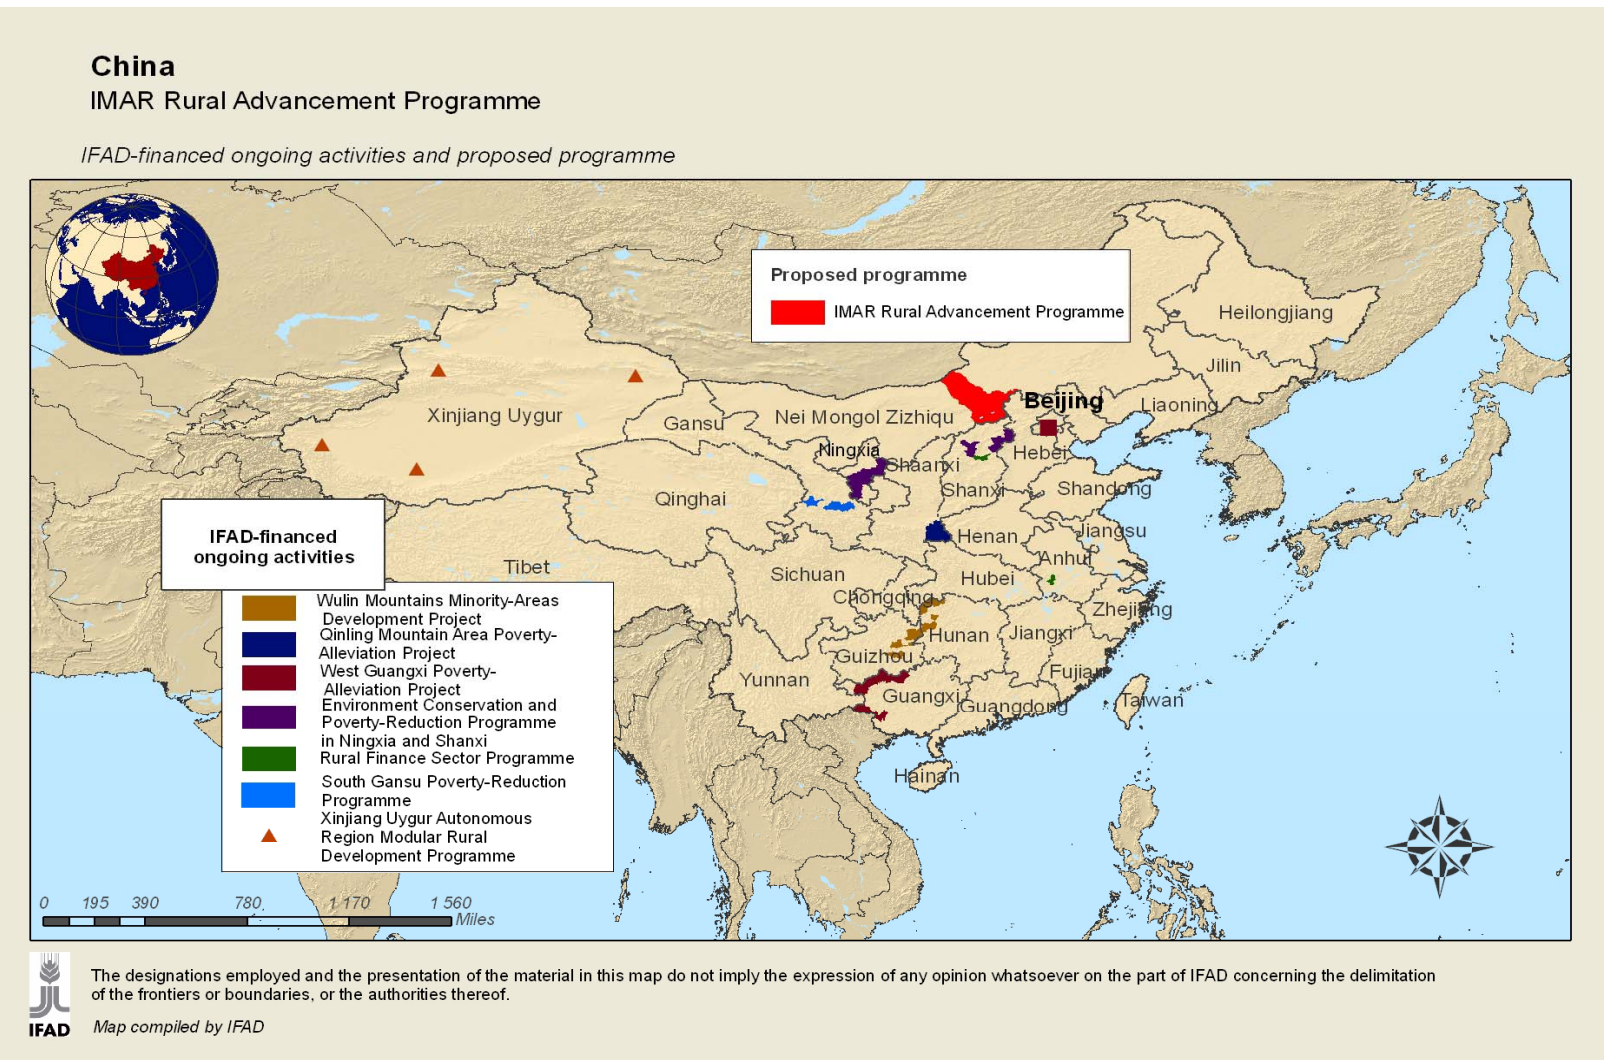 China
IMAR Rural Advancement Programme
IFAD-financed ongoing activities and proposed programme
Proposed programme
IMAR Rural Advancement Programme
Heilongjiang
Jilin
Liaoning
Beijing
Xinjiang Uygur
Gansu
Nei Mongol Zizhiqu
Ningxia
Shaanxi
Hebei
Qinghai
Shanxi
Shandong
Henan
Jiangsu
Anhui
Tibet
Sichuan
Hubei
Chongqing
Zhejiang
Hunan
Jiangxi
Guizhou
Fujian
Yunnan
Guangxi
Guangdong
Taiwan
Hainan
IFAD-financed
ongoing activities
Wulin Mountains Minority-Areas
Development Project
Qinling Mountain Area Poverty-
Alleviation Project
West Guangxi Poverty-
Alleviation Project
Environment Conservation and
Poverty-Reduction Programme
in Ningxia and Shanxi
Rural Finance Sector Programme
South Gansu Poverty-Reduction
Programme
Xinjiang Uygur Autonomous
Region Modular Rural
Development Programme
0 195 390 780 1 170 1 560
Miles
The designations employed and the presentation of the material in this map do not imply the expression of any opinion whatsoever on the part of IFAD concerning the delimitation
of the frontiers or boundaries, or the authorities thereof.
IFAD
Map compiled by IFAD